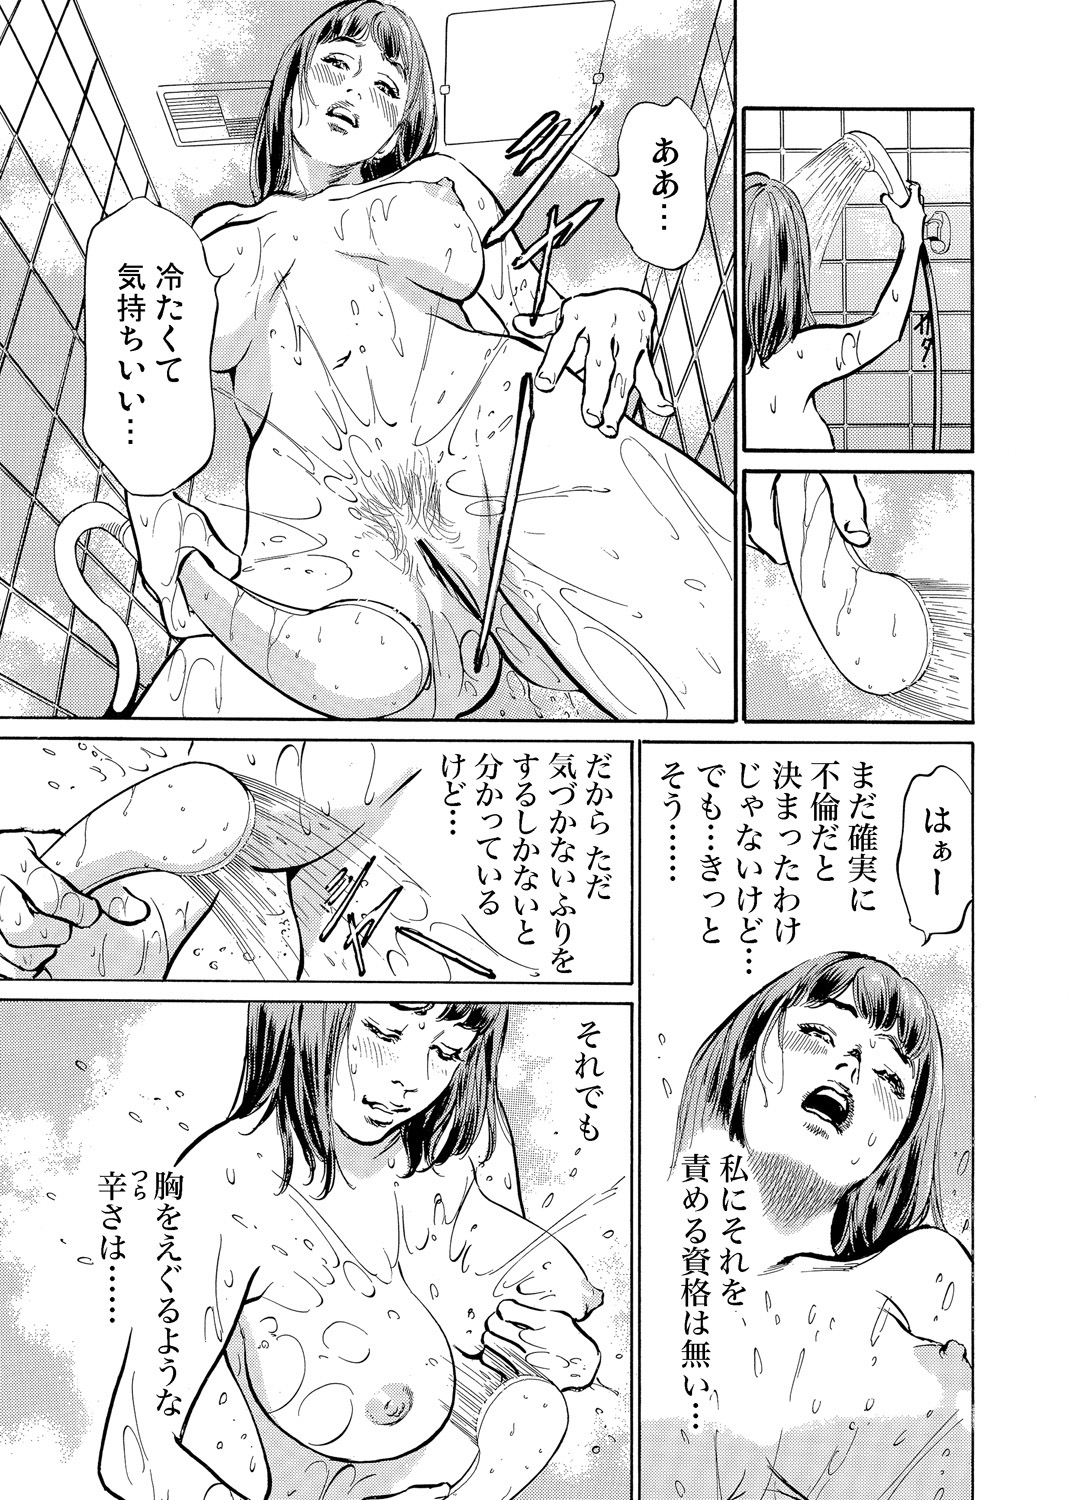 ガタ.
ああ…
冷たくて
気持ちいい…
はぁー
まだ確実に
不倫だと
決まったわけ
じゃないけど…
でも…きっと
そう……
私にそれを
責める資格は無い…
だから ただ
気づかないふりを
するしかないと
分かっている
けど…
それでも
胸をえぐるような
辛さは……
つら